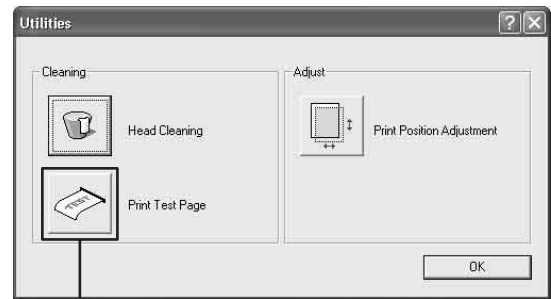 Utilities
Cleaning
Head Cleaning
TEST
Print Test Page
Adjust
Print Position Adjustment
OK